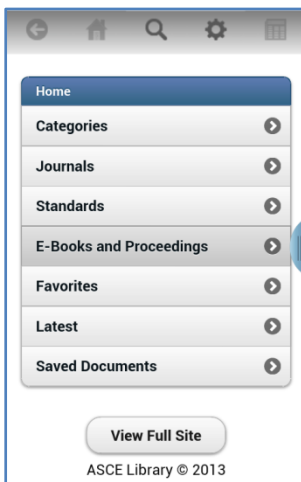 Home
Categories
Journals
Standards
E-Books and Proceedings
Favorites
Latest
Saved Documents
View Full Site
ASCE Library © 2013